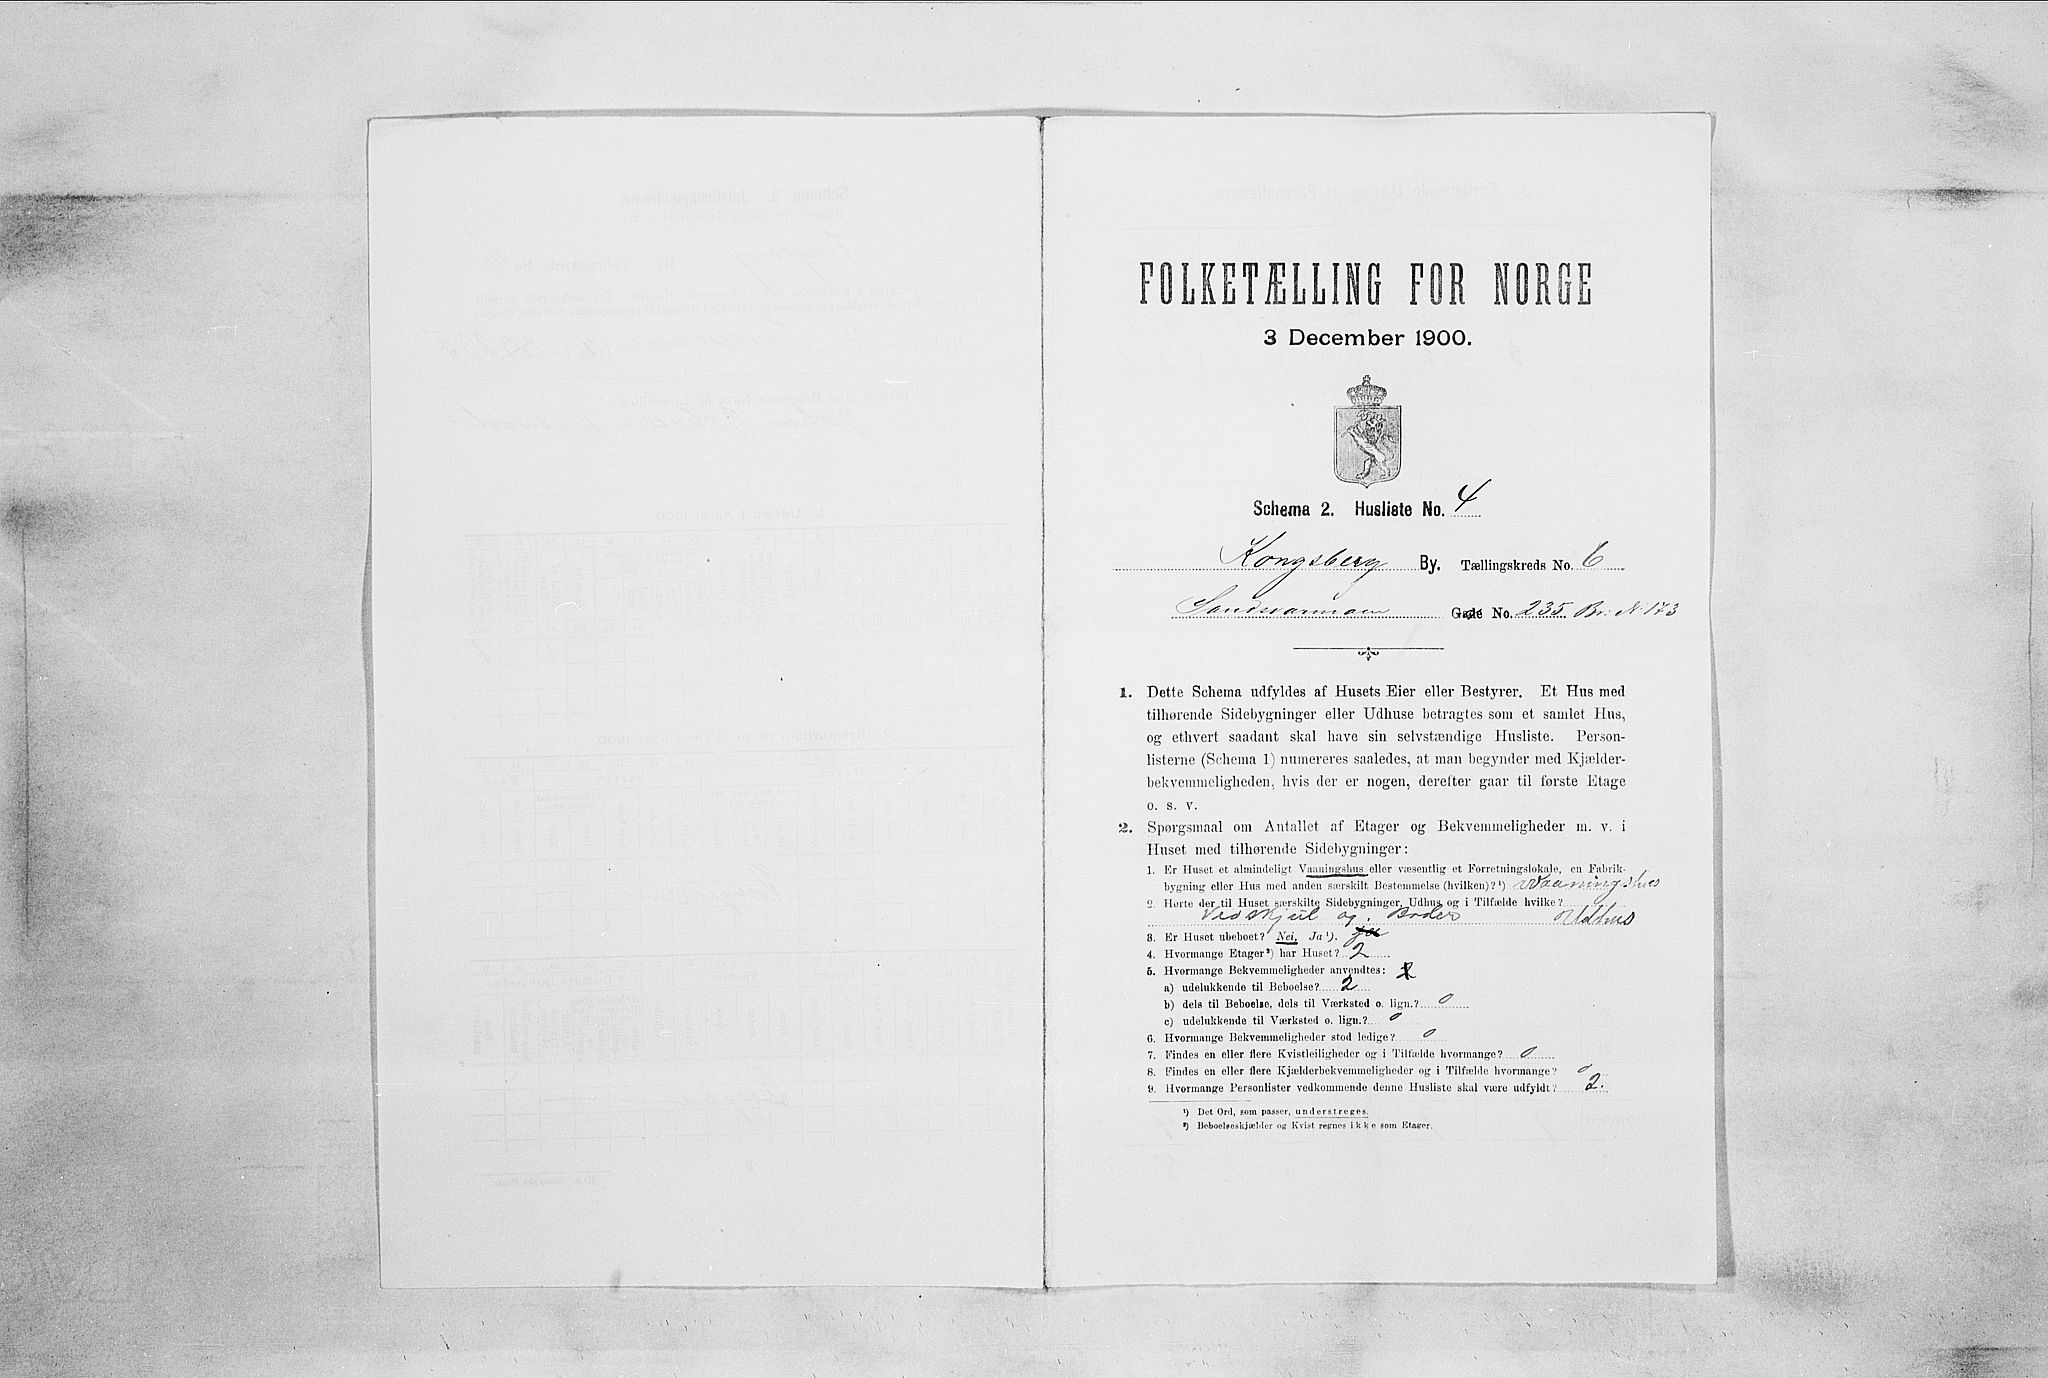 FOLKETÆLLING FOR NORGE
3 December 1900.
Schema 2. Husliste No. 4
Kongsberg By. Tællingskreds No. 6
Sandsværmoen Gade No. 235. Br. N. 173
1. Dette Schema udfyldes af Husets Eier eller Bestyrer. Et Hus med
tilhørende Sidebygninger eller Udhuse betragtes som et samlet Hus,
og ethvert saadant skal have sin selvstændige Husliste. Person-
listerne (Schema 1) numereres saaledes, at man begynder med Kjælder-
bekvemmeligheden, hvis der er nogen, derefter gaar til første Etage
o. s. v.
2. Spørgsmaal om Antallet af Etager og Bekvemmeligheder m. v. i
Huset med tilhørende Sidebygninger:
1. Er Huset et almindeligt Vaaningshus eller væsentlig et Forretningslokale, en Fabrik-
bygning eller Hus med anden særskilt Bestemmelse (hvilken)?¹) Vaaningshus
2. Hørte der til Huset særskilte Sidebygninger, Udhus og i Tilfælde hvilke?
Vedskjul og Boder Udhus
3. Er Huset ubeboet? Nei, Ja¹). ja
4. Hvormange Etager²) har Huset? 2
5. Hvormange Bekvemmeligheder anvendtes: 2
a) udelukkende til Beboelse? 2
b) dels til Beboelse, dels til Værksted o. lign.? 0
c) udelukkende til Værksted o. lign.? 0
6. Hvormange Bekvemmeligheder stod ledige? 0
7. Findes en eller flere Kvistleiligheder og i Tilfælde hvormange? 0
8. Findes en eller flere Kjælderbekvemmeligheder og i Tilfælde hvormange? 0
9. Hvormange Personlister vedkommende denne Husliste skal være udfyldt? 2.
¹) Det Ord, som passer, understreges.
²) Beboelseskjælder og Kvist regnes ikke som Etager.